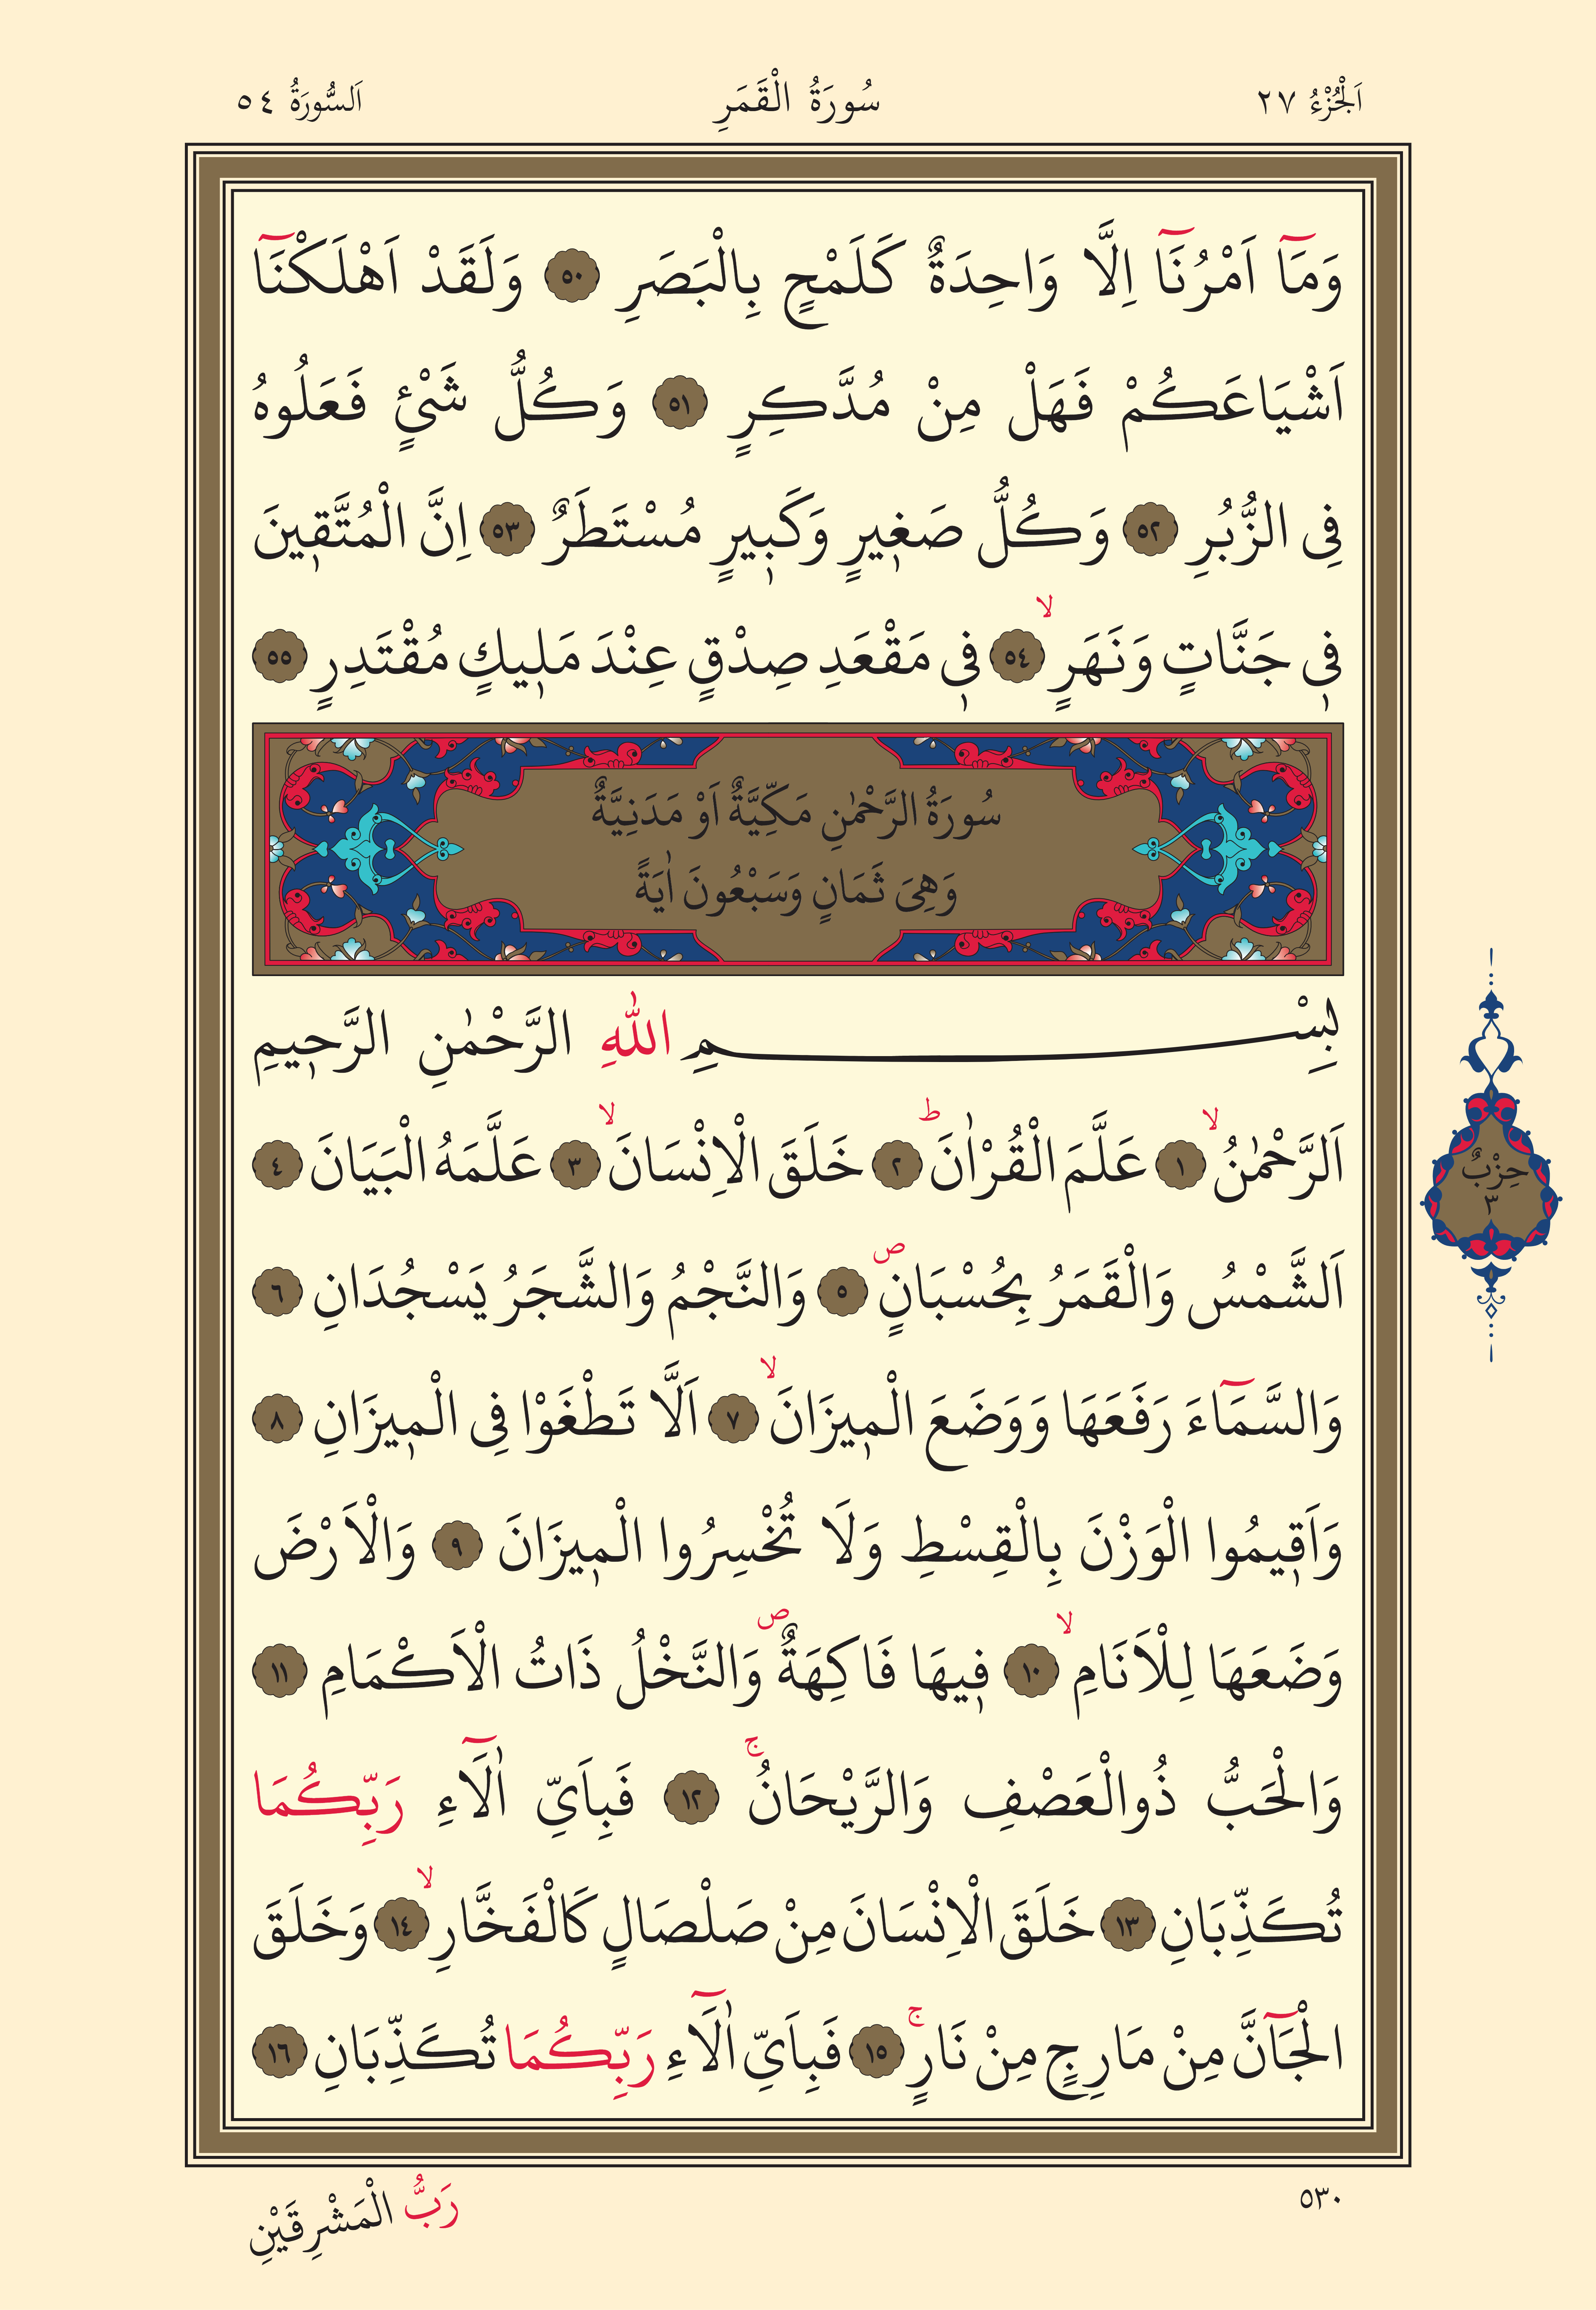 اَلْجُزْءُ ٢٧
سُورَةُ الْقَمَرِ
اَلسُّورَةُ ٥٤
وَمَٓا اَمْرُنَٓا اِلَّا وَاحِدَةٌ كَلَمْحٍ بِالْبَصَرِ ٥٠ وَلَقَدْ اَهْلَكْنَٓا
اَشْيَاعَكُمْ فَهَلْ مِنْ مُدَّكِرٍ ٥١ وَكُلُّ شَيْءٍ فَعَلُوهُ
فِى الزُّبُرِ ٥٢ وَكُلُّ صَغ۪يرٍ وَكَب۪يرٍ مُسْتَطَرٌ ٥٣ اِنَّ الْمُتَّق۪ينَ
ف۪ى جَنَّاتٍ وَنَهَرٍۙ ٥٤ ف۪ى مَقْعَدِ صِدْقٍ عِنْدَ مَل۪يكٍ مُقْتَدِرٍ ٥٥
سُورَةُ الرَّحْمٰنِ مَكِّيَّةٌ اَوْ مَدَنِيَّةٌ
وَهِىَ ثَمَانٍ وَسَبْعُونَ اٰيَةً
بِسْمِ اللّٰهِ الرَّحْمٰنِ الرَّح۪يمِ
اَلرَّحْمٰنُۙ ١ عَلَّمَ الْقُرْاٰنَۜ ٢ خَلَقَ الْاِنْسَانَۙ ٣ عَلَّمَهُ الْبَيَانَ ٤
اَلشَّمْسُ وَالْقَمَرُ بِحُسْبَانٍۖ ٥ وَالنَّجْمُ وَالشَّجَرُ يَسْجُدَانِ ٦
وَالسَّمَٓاءَ رَفَعَهَا وَوَضَعَ الْم۪يزَانَۙ ٧ اَلَّا تَطْغَوْا فِى الْم۪يزَانِ ٨
وَاَق۪يمُوا الْوَزْنَ بِالْقِسْطِ وَلَا تُخْسِرُوا الْم۪يزَانَ ٩ وَالْاَرْضَ
وَضَعَهَا لِلْاَنَامِۙ ١٠ ف۪يهَا فَاكِهَةٌۖ وَالنَّخْلُ ذَاتُ الْاَكْمَامِ ١١
وَالْحَبُّ ذُوالْعَصْفِ وَالرَّيْحَانُۚ ١٢ فَبِاَىِّ اٰلَٓاءِ رَبِّكُمَا
تُكَذِّبَانِ ١٣ خَلَقَ الْاِنْسَانَ مِنْ صَلْصَالٍ كَالْفَخَّارِۙ ١٤ وَخَلَقَ
الْجَٓانَّ مِنْ مَارِجٍ مِنْ نَارٍۚ ١٥ فَبِاَىِّ اٰلَٓاءِ رَبِّكُمَا تُكَذِّبَانِ ١٦
حِزْبٌ
٣
٥٣٠
رَبُّ الْمَشْرِقَيْنِ